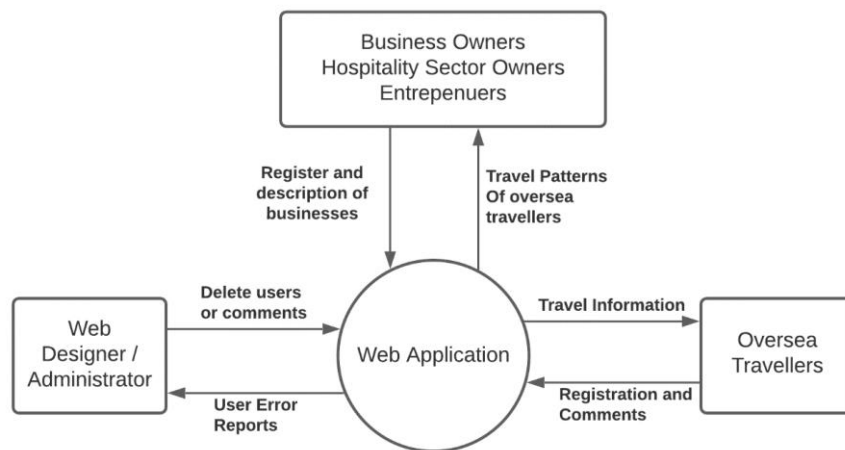 Business Owners
Hospitality Sector Owners
Entrepenuers
Register and
description of
businesses
Travel Patterns
Of oversea
travellers
Delete users
or comments
Travel Information
Web
Designer /
Administrator
Web Application
Oversea
Travellers
User Error
Reports
Registration and
Comments